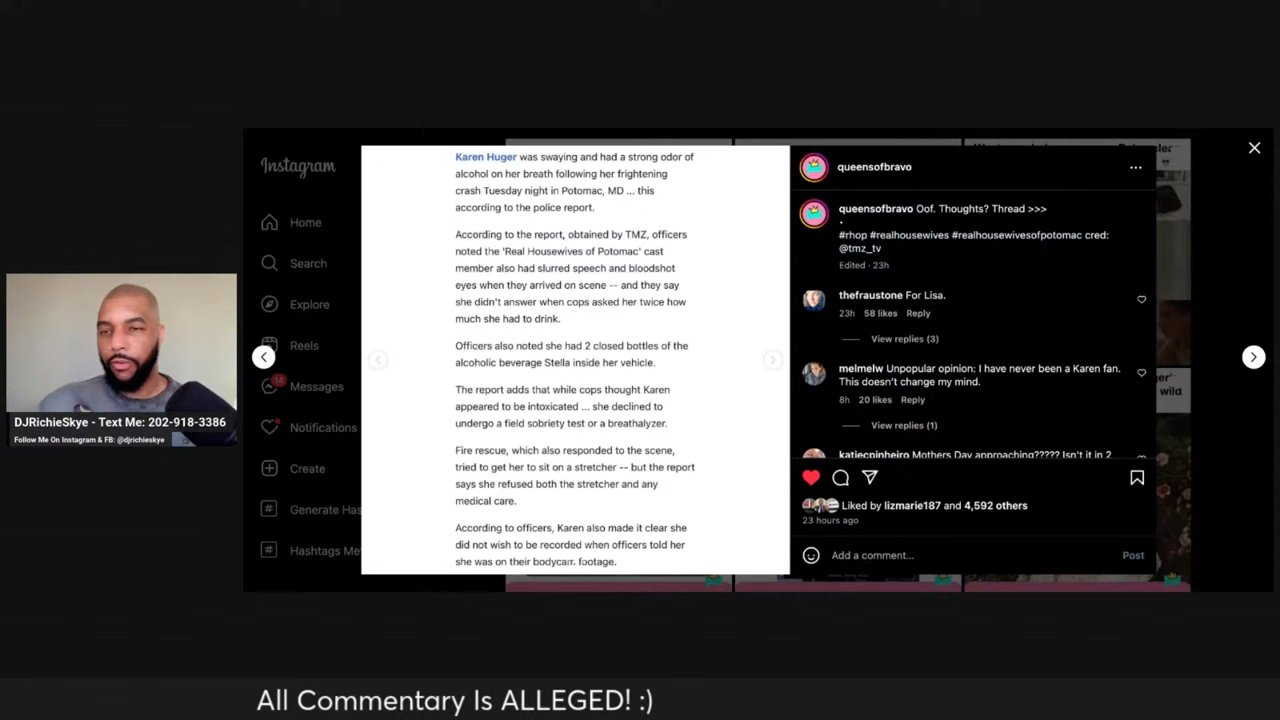 Instagram
Home
Search
Explore
Reels
14
Messages
Notifications
Create
Generate Has
Hashtags Me
Karen Huger was swaying and had a strong odor of
alcohol on her breath following her frightening
crash Tuesday night in Potomac, MD ... this
according to the police report.
According to the report, obtained by TMZ, officers
noted the 'Real Housewives of Potomac' cast
member also had slurred speech and bloodshot
eyes when they arrived on scene -- and they say
she didn't answer when cops asked her twice how
much she had to drink.
Officers also noted she had 2 closed bottles of the
alcoholic beverage Stella inside her vehicle.
The report adds that while cops thought Karen
appeared to be intoxicated ... she declined to
undergo a field sobriety test or a breathalyzer.
Fire rescue, which also responded to the scene,
tried to get her to sit on a stretcher -- but the report
says she refused both the stretcher and any
medical care.
According to officers, Karen also made it clear she
did not wish to be recorded when officers told her
she was on their bodycam footage.
queensofbravo
queensofbravo Oof. Thoughts? Thread >>>
.
#rhop #realhousewives #realhousewivesofpotomac cred:
@tmz_tv
Edited · 23h
thefraustone For Lisa.
23h 58 likes Reply
View replies (3)
melmelw Unpopular opinion: I have never been a Karen fan.
This doesn't change my mind.
8h 20 likes Reply
View replies (1)
katiecpinheiro Mothers Day approaching????? Isn't it in 2
Liked by lizmarie187 and 4,592 others
23 hours ago
Add a comment...
Post
wild
DJRichieSkye - Text Me: 202-918-3386
Follow Me On Instagram & FB: @djrichieskye
All Commentary Is ALLEGED! :)